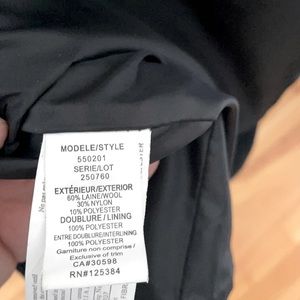 MODELE/STYLE
550201
SERIE/LOT
250760
EXTÉRIEUR/EXTERIOR
60% LAINE/WOOL
30% NYLON
10% POLYESTER
DOUBLURE / LINING
100% POLYESTER
ENTRE DOUBLURE/INTERLINING
100% POLYESTER
Garniture non comprise /
Exclusive of trim
CA#30598
RN#125384